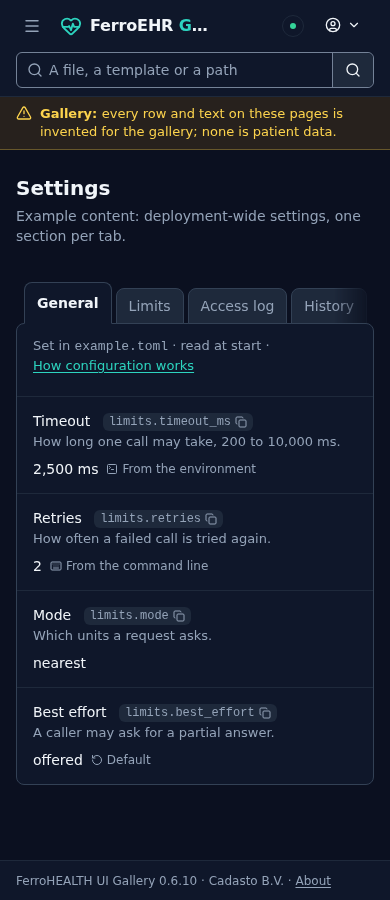 FerroEHR G…
A file, a template or a path
Gallery: every row and text on these pages is
invented for the gallery; none is patient data.
Settings
Example content: deployment-wide settings, one
section per tab.
General Limits Access log History
Set in example.toml · read at start ·
How configuration works
Timeout limits.timeout_ms
How long one call may take, 200 to 10,000 ms.
2,500 ms From the environment
Retries limits.retries
How often a failed call is tried again.
2 From the command line
Mode limits.mode
Which units a request asks.
nearest
Best effort limits.best_effort
A caller may ask for a partial answer.
offered Default
FerroHEALTH UI Gallery 0.6.10 · Cadasto B.V. · About